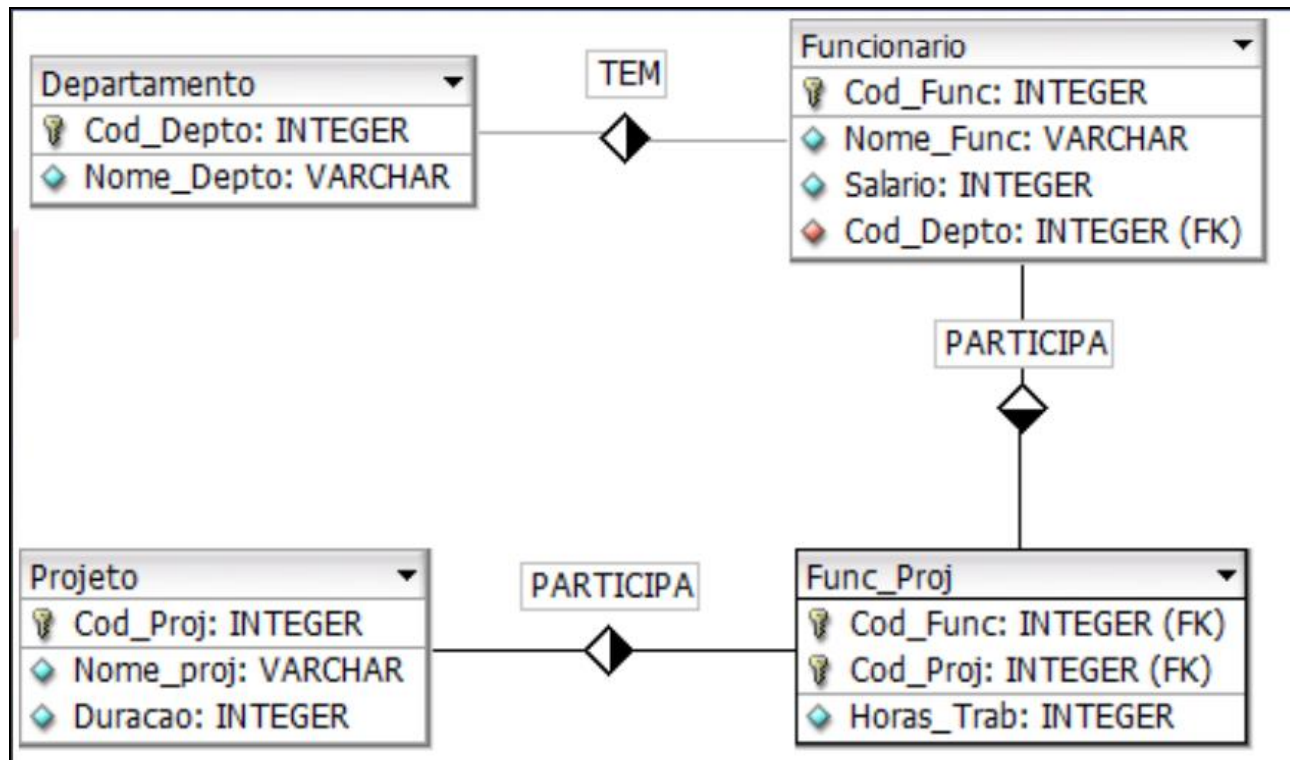 Departamento
Cod_Depto: INTEGER
Nome_Depto: VARCHAR
TEM
Funcionario
Cod_Func: INTEGER
Nome_Func: VARCHAR
Salario: INTEGER
Cod_Depto: INTEGER (FK)
PARTICIPA
Projeto
Cod_Proj: INTEGER
Nome_proj: VARCHAR
Duracao: INTEGER
PARTICIPA
Func_Proj
Cod_Func: INTEGER (FK)
Cod_Proj: INTEGER (FK)
Horas_Trab: INTEGER